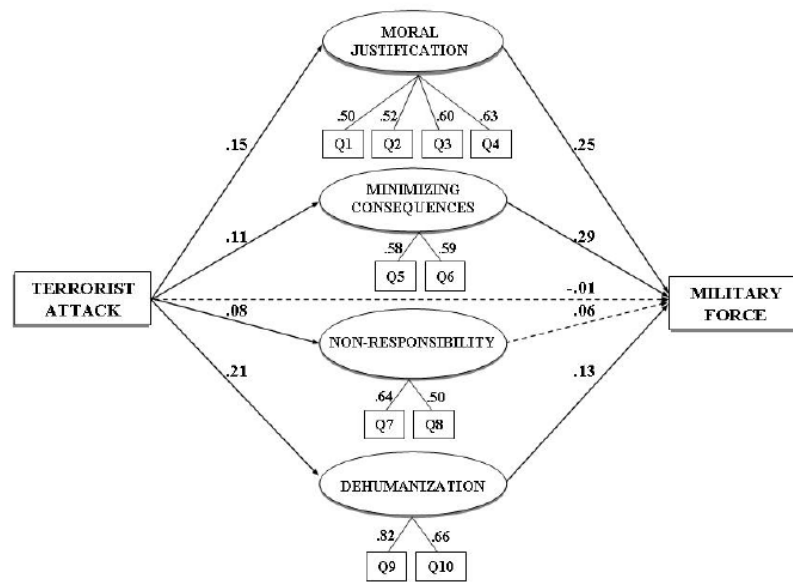 MORAL
JUSTIFICATION
.50 .52 .60 .63
Q1 Q2 Q3 Q4
.15 .25
MINIMIZING
CONSEQUENCES
.11 .29
.58 .59
Q5 Q6
TERRORIST
ATTACK
-.01
MILITARY
FORCE
.08 .06
NON-RESPONSIBILITY
.21 .13
.64 .50
Q7 Q8
DEHUMANIZATION
.82 .66
Q9 Q10